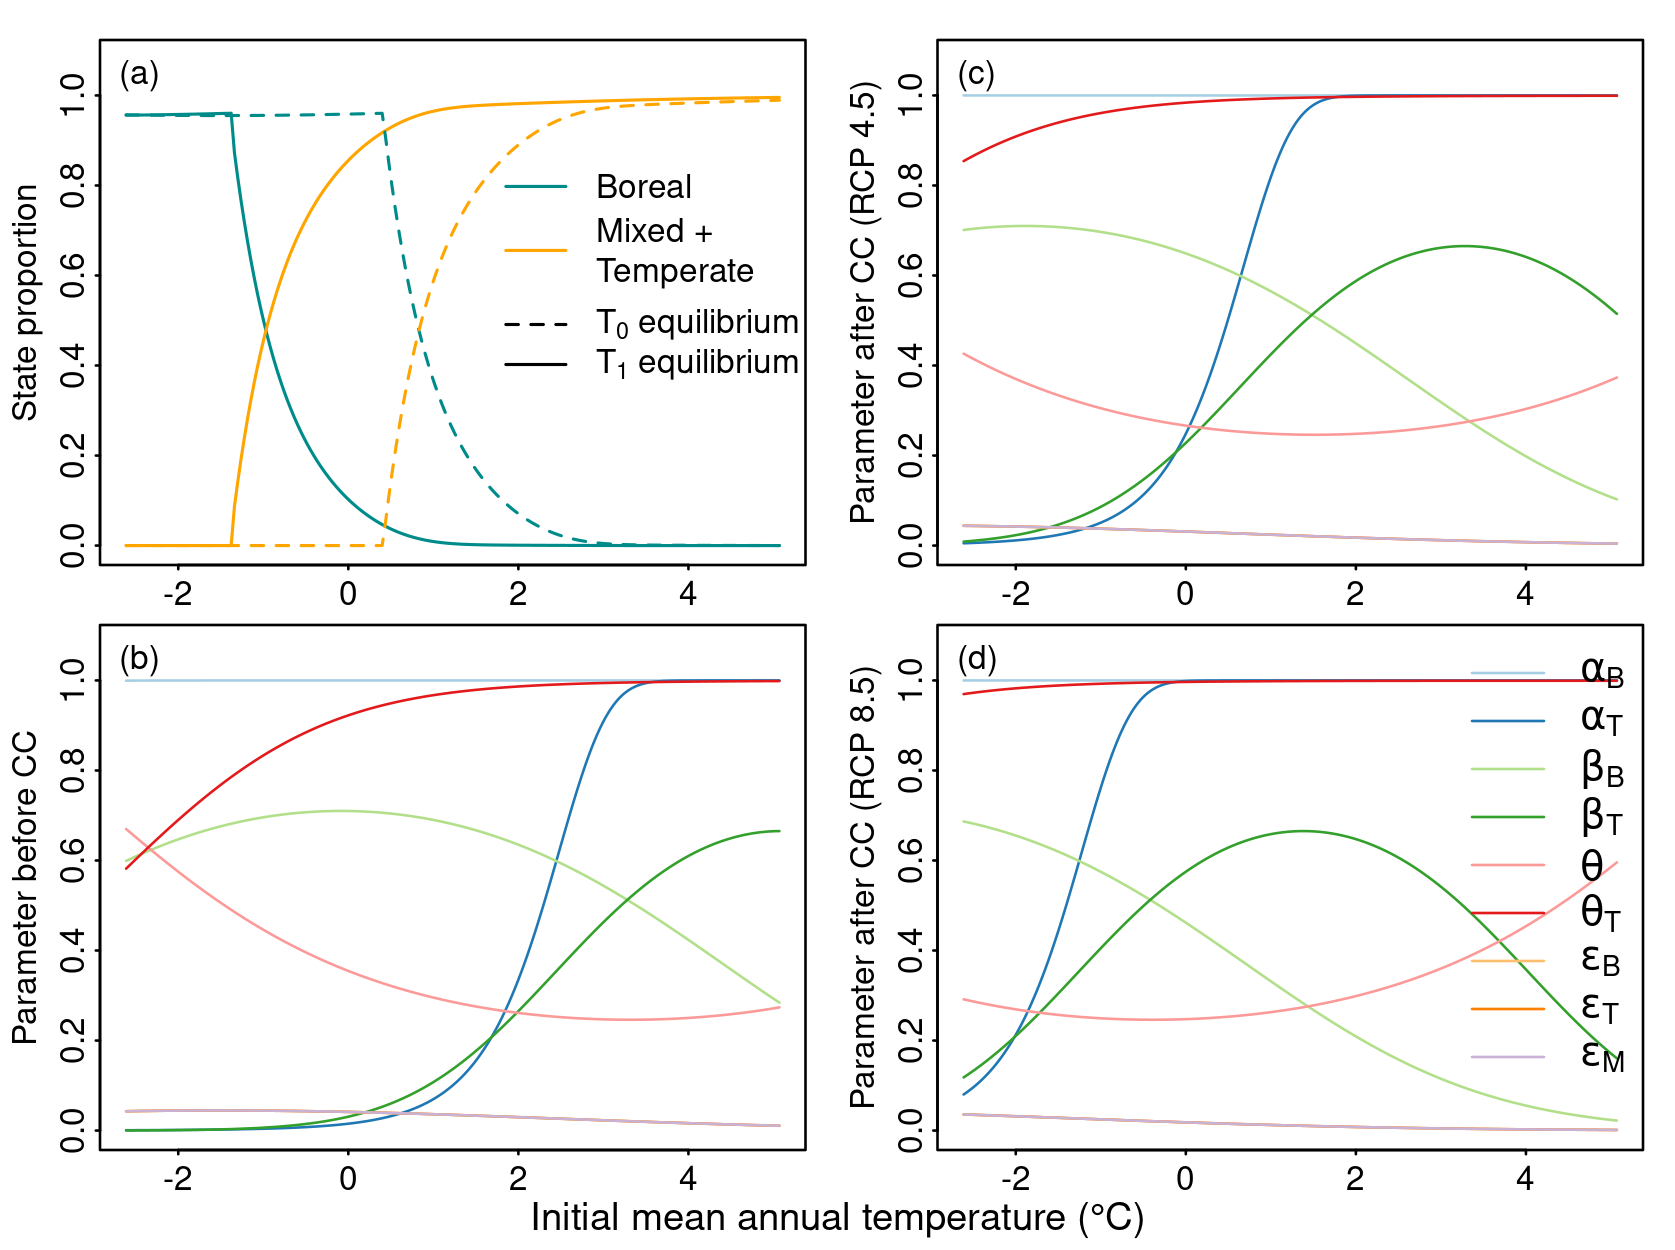 (a)
State proportion
0.0 0.2 0.4 0.6 0.8 1.0
-2 0 2 4
Boreal
Mixed +
Temperate
T0 equilibrium
T1 equilibrium
(c)
Parameter after CC (RCP 4.5)
0.0 0.2 0.4 0.6 0.8 1.0
-2 0 2 4
(b)
Parameter before CC
0.0 0.2 0.4 0.6 0.8 1.0
-2 0 2 4
(d)
Parameter after CC (RCP 8.5)
0.0 0.2 0.4 0.6 0.8 1.0
-2 0 2 4
αB
αT
βB
βT
θ
θT
εB
εT
εM
Initial mean annual temperature (°C)